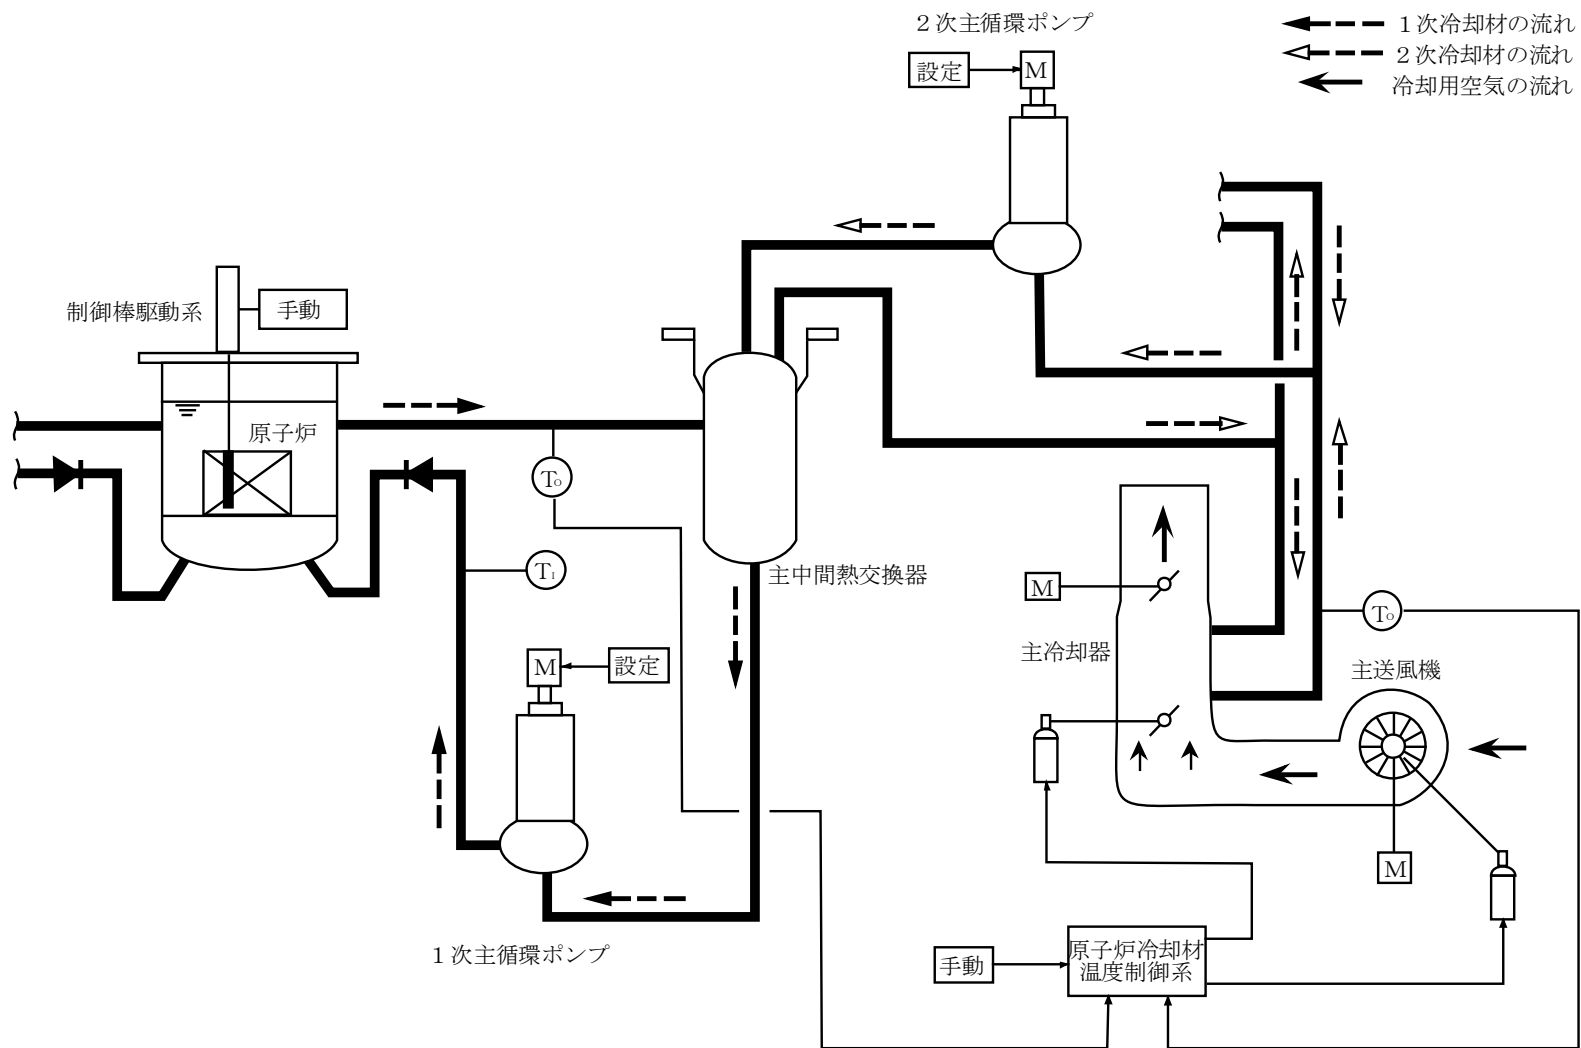 ２次主循環ポンプ
１次冷却材の流れ
２次冷却材の流れ
冷却用空気の流れ
設定
M
制御棒駆動系
手動
原子炉
To
TI
主中間熱交換器
M
To
主冷却器
主送風機
M
設定
M
１次主循環ポンプ
手動
原子炉冷却材
温度制御系